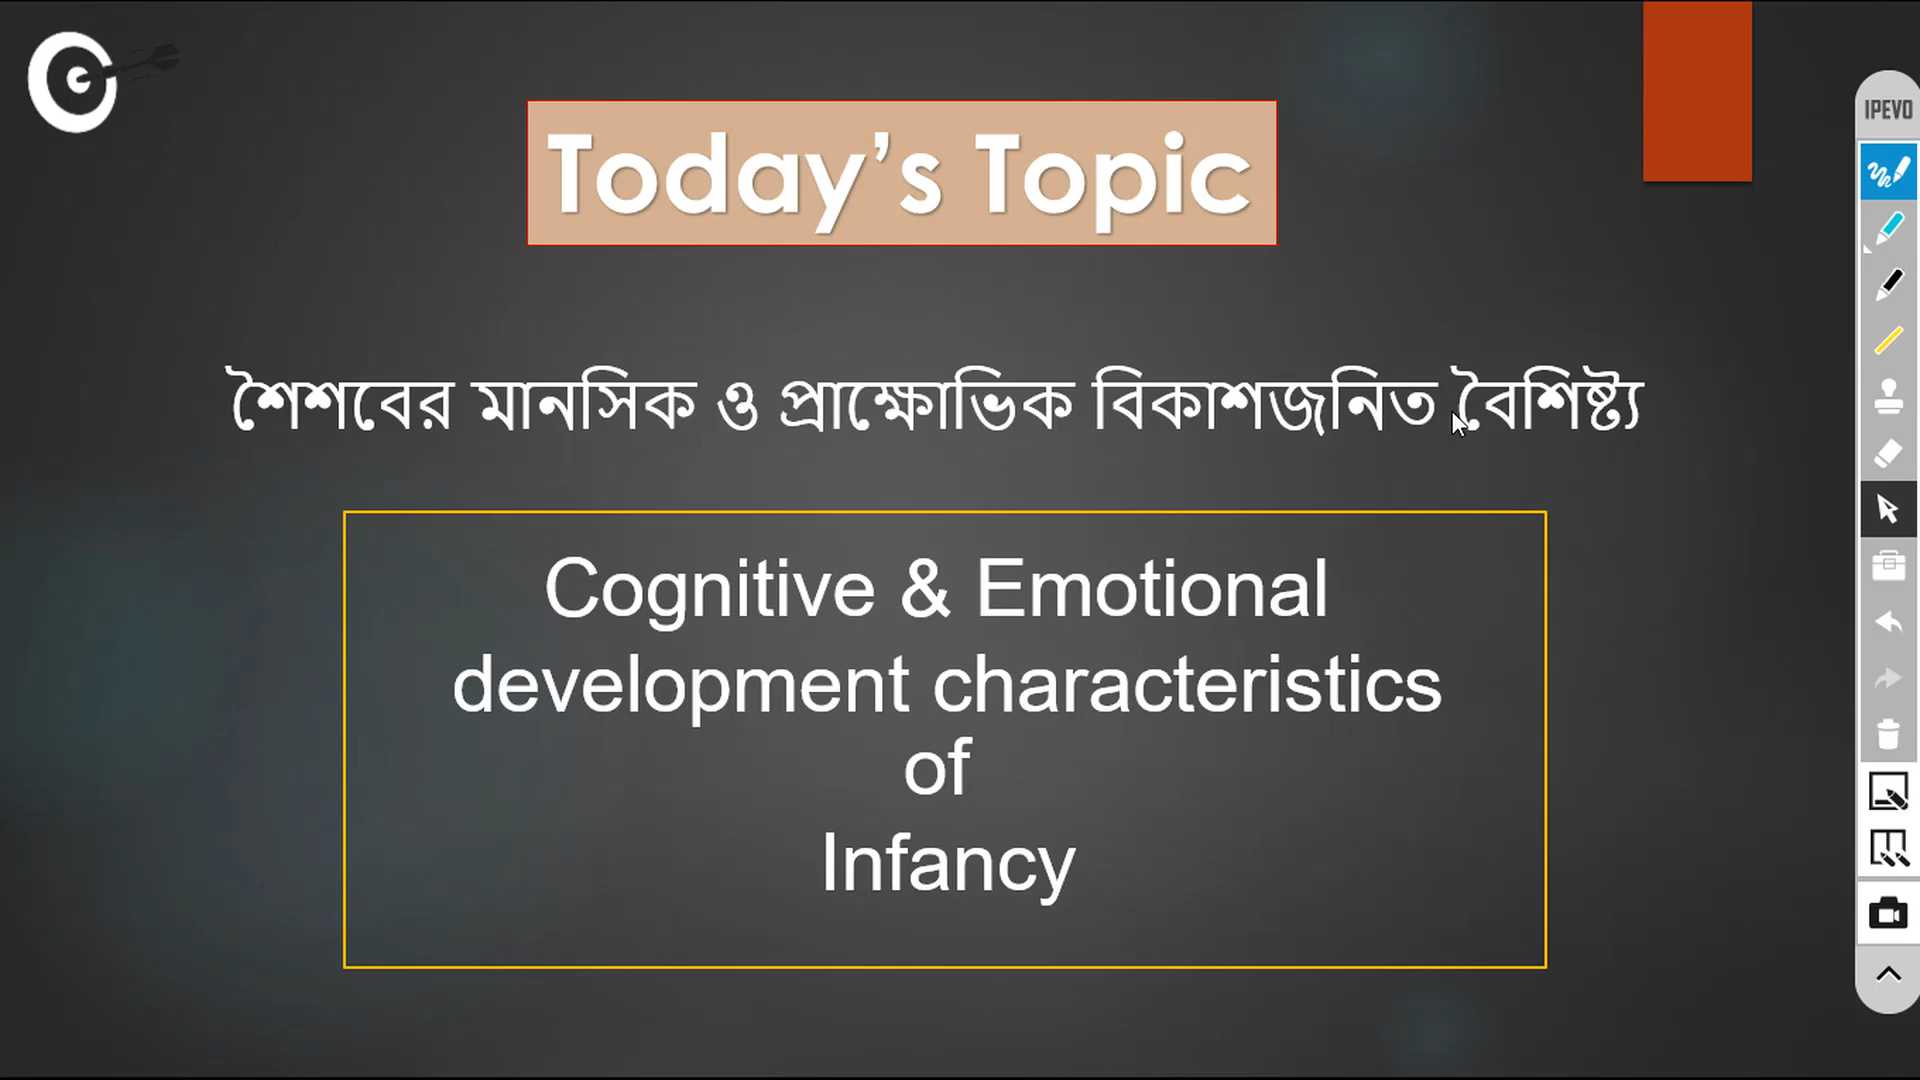 Today's Topic
IPEVO
শৈশবের মানসিক ও প্রাক্ষোভিক বিকাশজনিত বৈশিষ্ট্য
Cognitive & Emotional
development characteristics
of
Infancy